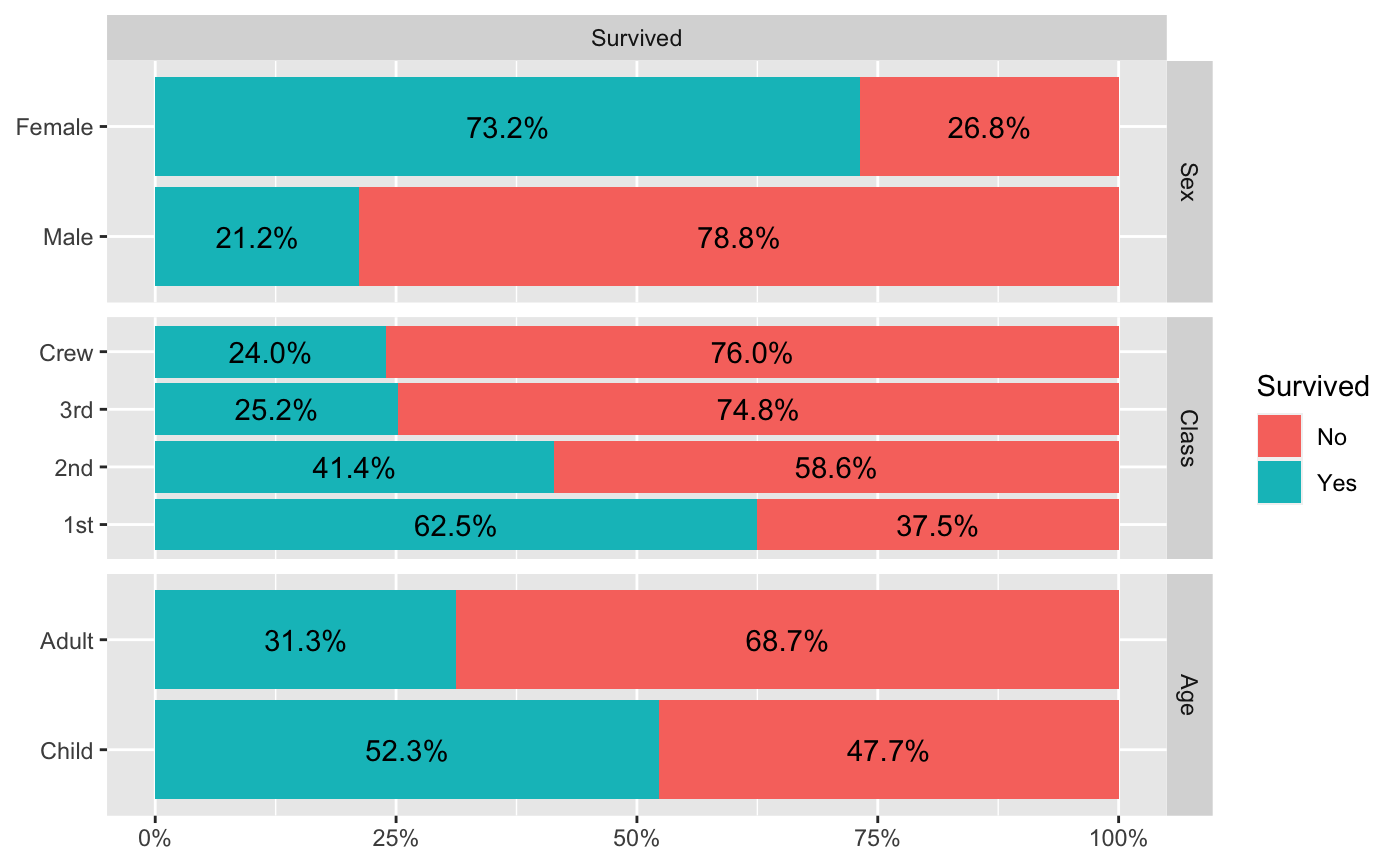 Survived
Female 73.2% 26.8%
Male 21.2% 78.8%
Sex
Crew 24.0% 76.0%
3rd 25.2% 74.8%
2nd 41.4% 58.6%
1st 62.5% 37.5%
Class
Adult 31.3% 68.7%
Child 52.3% 47.7%
Age
0% 25% 50% 75% 100%
Survived
No
Yes